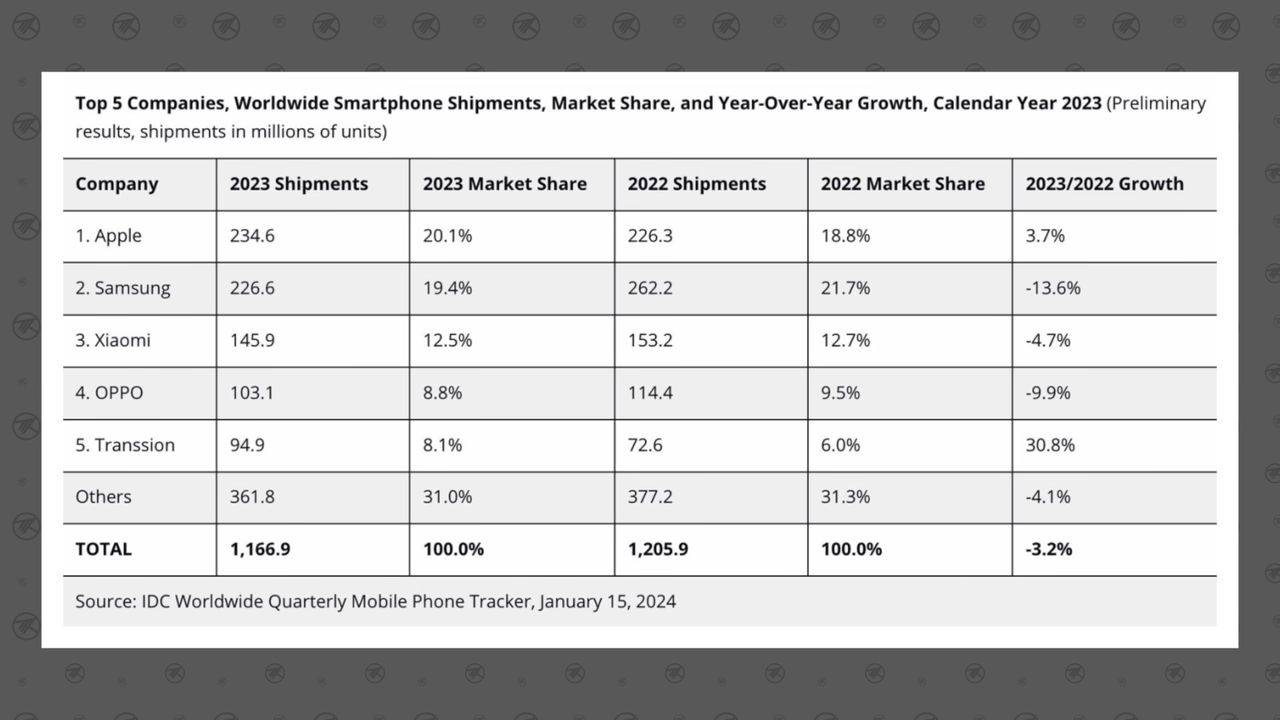 Top 5 Companies, Worldwide Smartphone Shipments, Market Share, and Year-Over-Year Growth, Calendar Year 2023 (Preliminary
results, shipments in millions of units)
Company 2023 Shipments 2023 Market Share 2022 Shipments 2022 Market Share 2023/2022 Growth
1. Apple 234.6 20.1% 226.3 18.8% 3.7%
2. Samsung 226.6 19.4% 262.2 21.7% -13.6%
3. Xiaomi 145.9 12.5% 153.2 12.7% -4.7%
4. OPPO 103.1 8.8% 114.4 9.5% -9.9%
5. Transsion 94.9 8.1% 72.6 6.0% 30.8%
Others 361.8 31.0% 377.2 31.3% -4.1%
TOTAL 1,166.9 100.0% 1,205.9 100.0% -3.2%
Source: IDC Worldwide Quarterly Mobile Phone Tracker, January 15, 2024